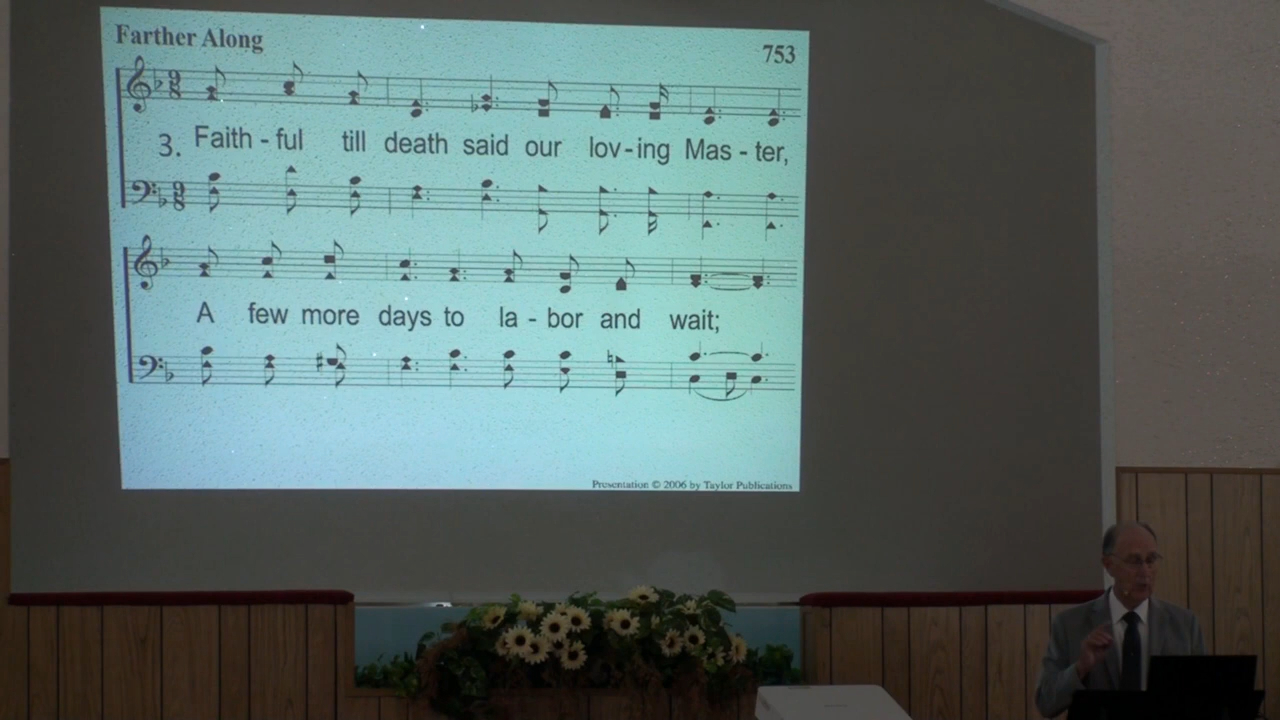 Farther Along
753
3. Faith - ful till death said our lov - ing Mas - ter,
A few more days to la - bor and wait;
Presentation © 2006 by Taylor Publications